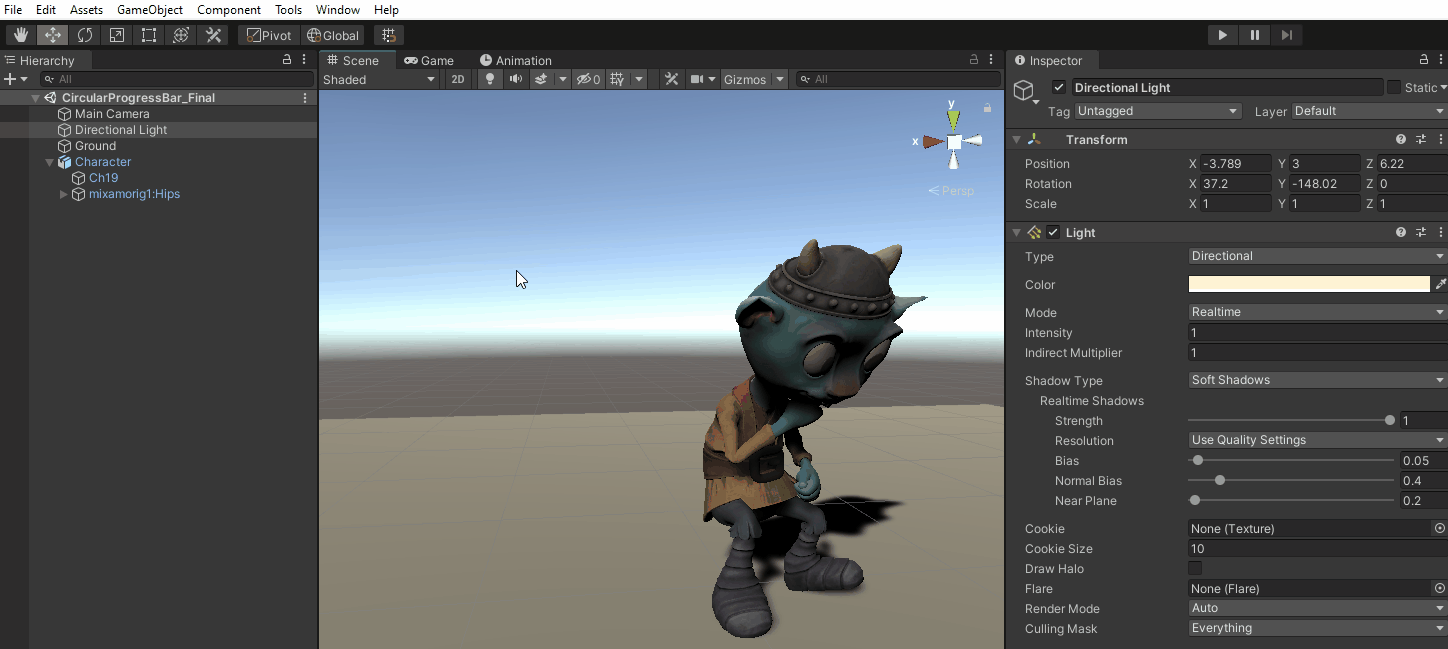 File Edit Assets GameObject Component Tools Window Help
Pivot Global
Hierarchy
All
CircularProgressBar_Final
Main Camera
Directional Light
Ground
Character
Ch19
mixamorig1:Hips
Scene Game Animation
Shaded 2D 0 Gizmos All
y
x
Persp
Inspector
Directional Light Static
Tag Untagged Layer Default
Transform
Position X -3.789 Y 3 Z 6.22
Rotation X 37.2 Y -148.02 Z 0
Scale X 1 Y 1 Z 1
Light
Type Directional
Color
Mode Realtime
Intensity 1
Indirect Multiplier 1
Shadow Type Soft Shadows
Realtime Shadows
Strength 1
Resolution Use Quality Settings
Bias 0.05
Normal Bias 0.4
Near Plane 0.2
Cookie None (Texture)
Cookie Size 10
Draw Halo
Flare None (Flare)
Render Mode Auto
Culling Mask Everything